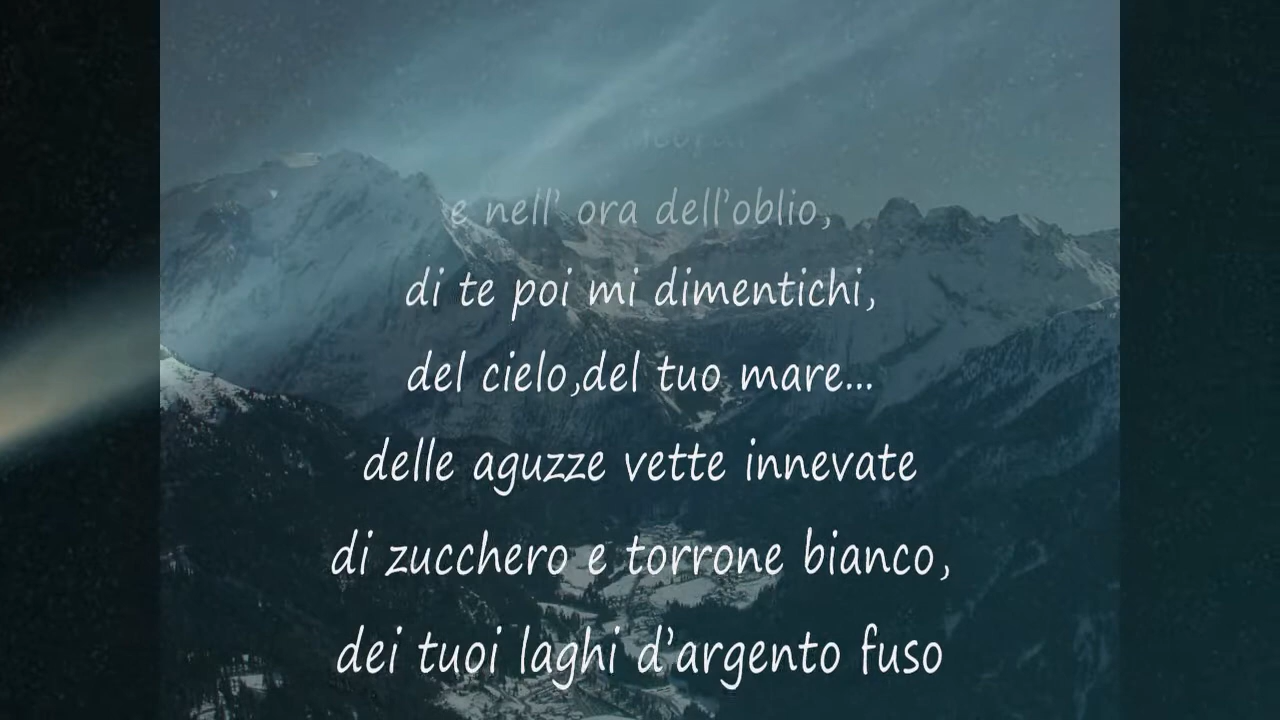 e nell' ora dell'oblio,
di te poi mi dimentichi,
del cielo,del tuo mare...
delle aguzze vette innevate
di zucchero e torrone bianco,
dei tuoi laghi d'argento fuso